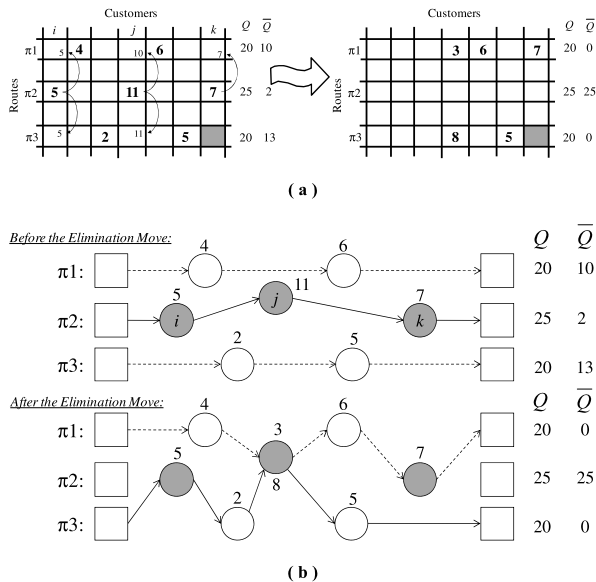 Customers
i j k Q Q̅
π1 5 4 10 6 7 20 10
Routes
π2 5 11 7 25 2
π3 5 2 11 5 20 13
Customers
Q Q̅
π1 3 6 7 20 0
Routes
π2 25 25
π3 8 5 20 0
( a )
Before the Elimination Move:
Q Q̅
π1: 4 6 20 10
π2: 5 i j 11 7 k 25 2
π3: 2 5 20 13
After the Elimination Move:
Q Q̅
π1: 4 3 6 20 0
π2: 5 7 25 25
π3: 2 8 5 20 0
( b )